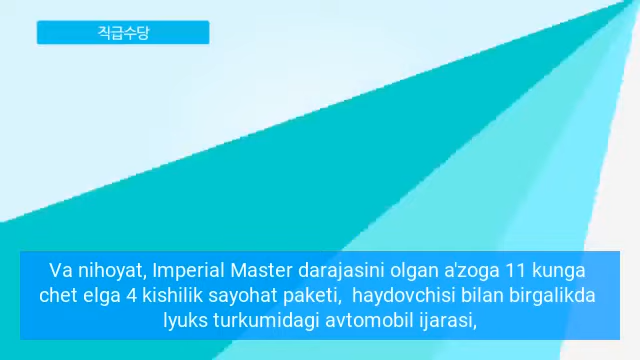 직급수당
Va nihoyat, Imperial Master darajasini olgan a'zoga 11 kunga
chet elga 4 kishilik sayohat paketi,  haydovchisi bilan birgalikda
lyuks turkumidagi avtomobil ijarasi,